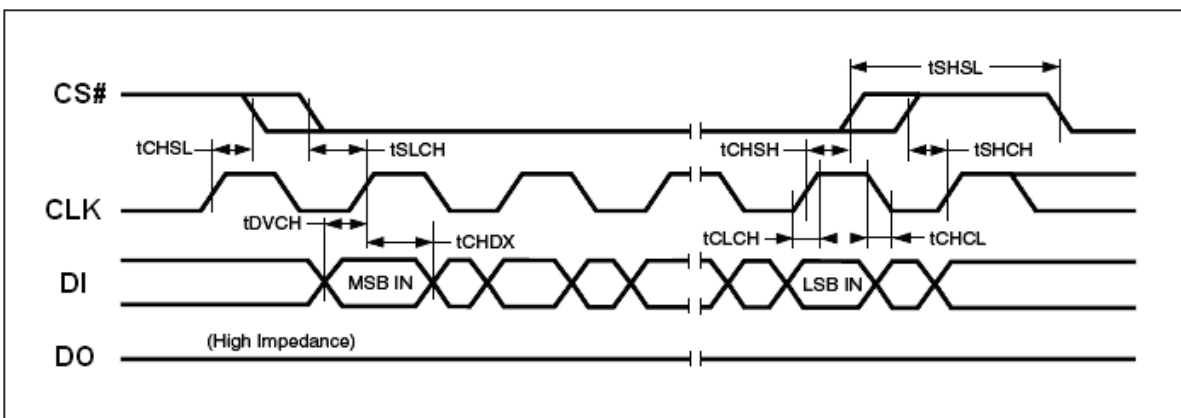 tSHSL
CS#
tCHSL
tSLCH
tCHSH
tSHCH
CLK
tDVCH
tCHDX
tCLCH
tCHCL
DI
MSB IN
LSB IN
(High Impedance)
DO